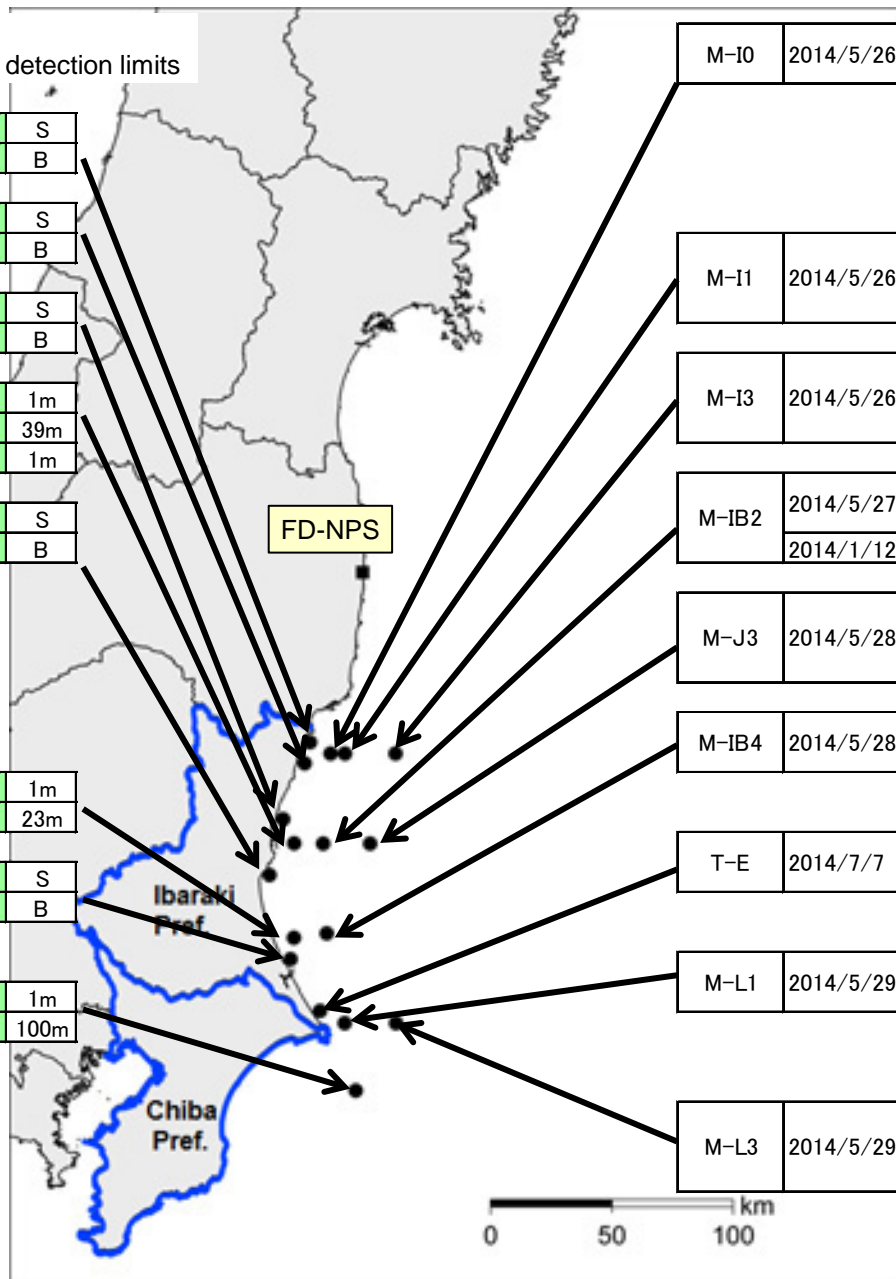 detection limits
S
B
S
B
S
B
1m
39m
1m
S
B
1m
23m
S
B
1m
100m
FD-NPS
Ibaraki
Pref.
Chiba
Pref.
M-I0 2014/5/26
M-I1 2014/5/26
M-I3 2014/5/26
M-IB2 2014/5/27
2014/1/12
M-J3 2014/5/28
M-IB4 2014/5/28
T-E 2014/7/7
M-L1 2014/5/29
M-L3 2014/5/29
km
0 50 100